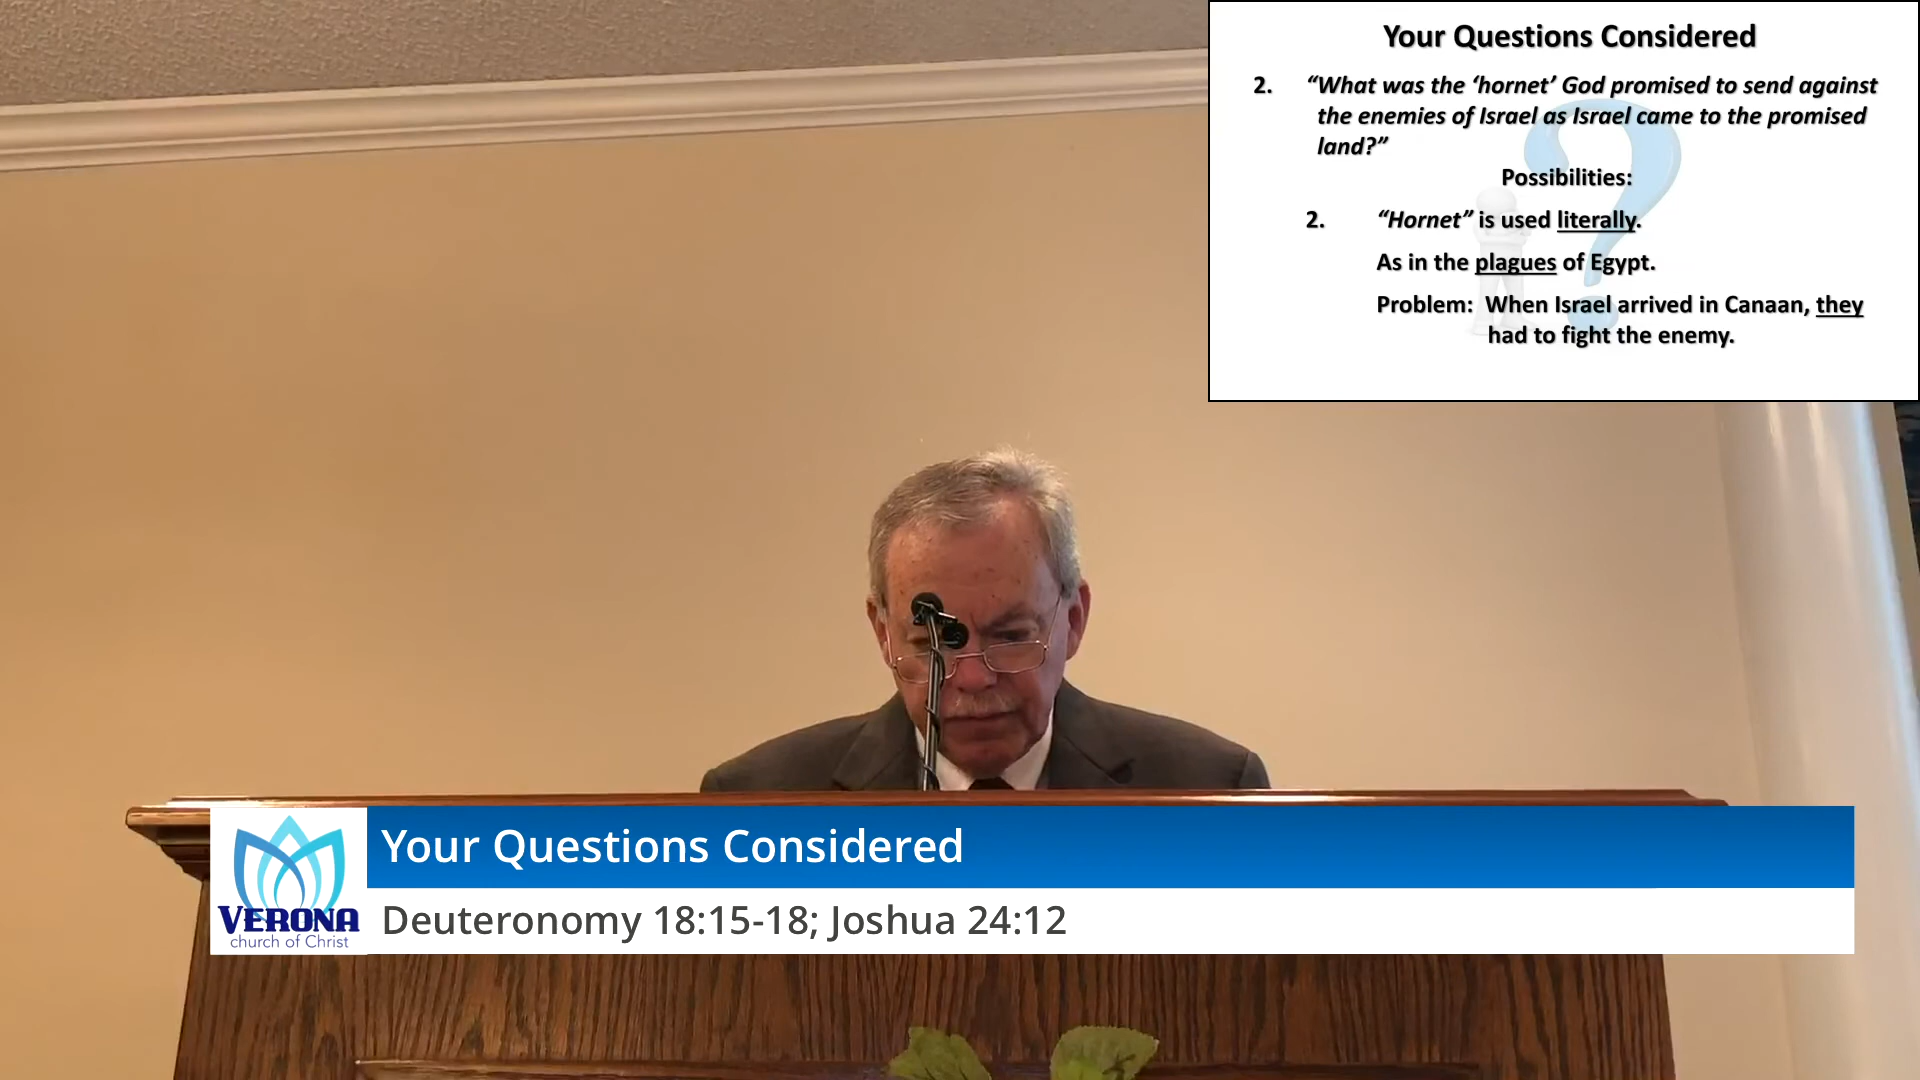 Your Questions Considered
2. “What was the ‘hornet’ God promised to send against
the enemies of Israel as Israel came to the promised
land?”
Possibilities:
2. “Hornet” is used literally.
As in the plagues of Egypt.
Problem: When Israel arrived in Canaan, they
had to fight the enemy.
Your Questions Considered
VERONA
church of Christ
Deuteronomy 18:15-18; Joshua 24:12